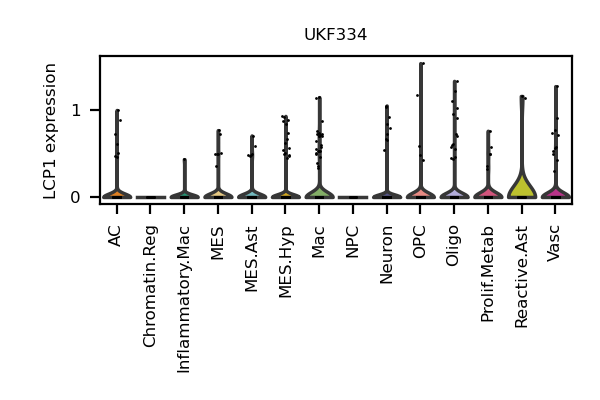 UKF334
LCP1 expression
1
0
AC
Chromatin.Reg
Inflammatory.Mac
MES
MES.Ast
MES.Hyp
Mac
NPC
Neuron
OPC
Oligo
Prolif.Metab
Reactive.Ast
Vasc